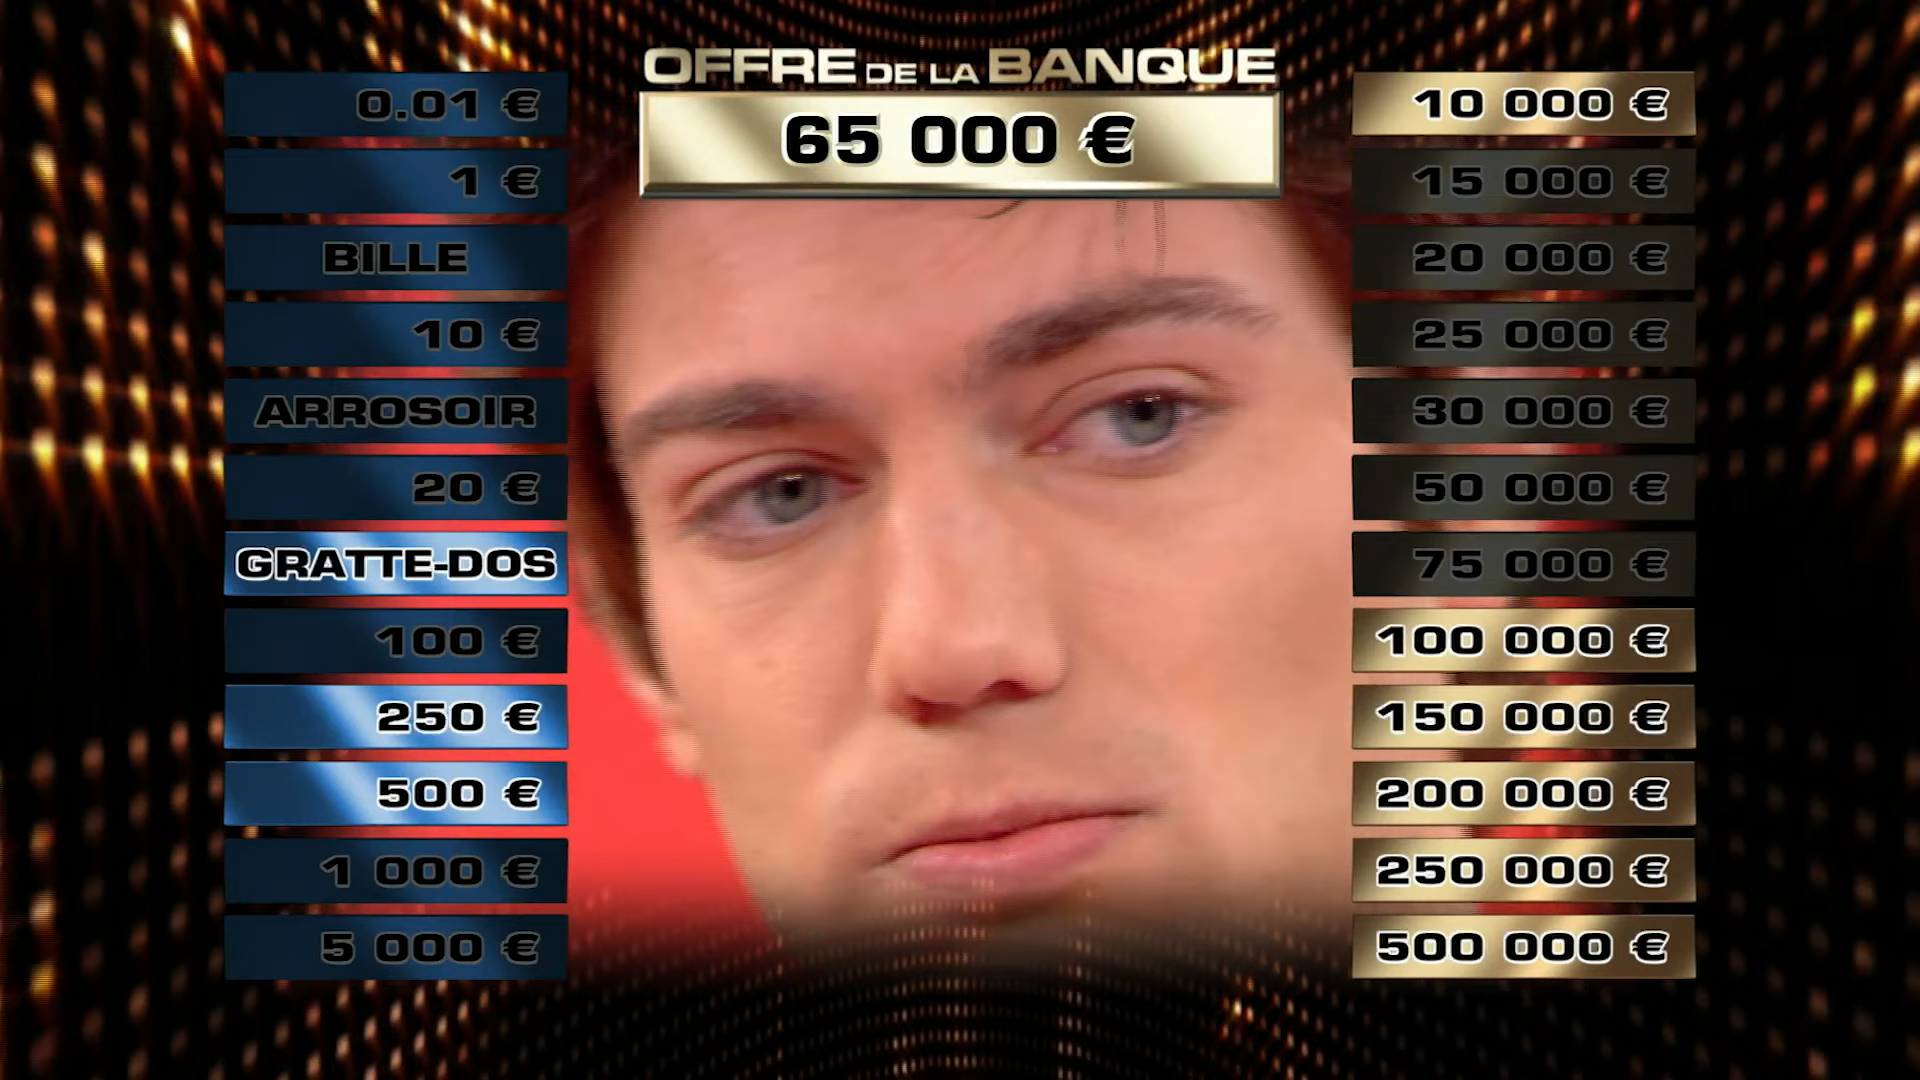 OFFRE DE LA BANQUE
65 000 €
0.01 €
1 €
BILLE
10 €
ARROSOIR
20 €
GRATTE-DOS
100 €
250 €
500 €
1 000 €
5 000 €
10 000 €
15 000 €
20 000 €
25 000 €
30 000 €
50 000 €
75 000 €
100 000 €
150 000 €
200 000 €
250 000 €
500 000 €